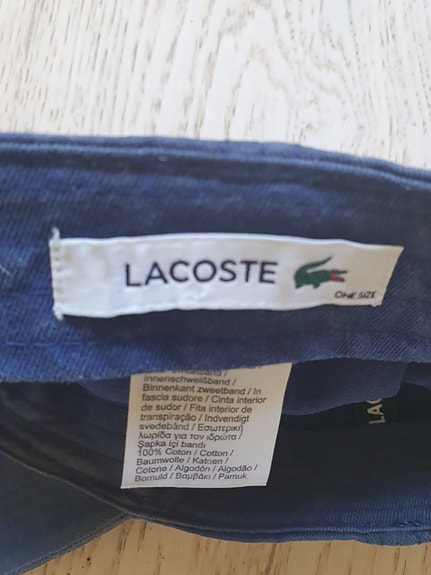 LACOSTE
ONE SIZE
Innenschweißband /
Binnenkant zweetband / In
fascia sudore / Cinta interior
de sudor / Fita interior de
transpiração / Indvendigt
svedebånd / Εσωτερική
λωρίδα για τον ιδρώτα /
Şapka içi bandı
100% Coton / Cotton /
Baumwolle / Katoen /
Cotone / Algodón / Algodão /
Bomuld / Βαμβάκι / Pamuk
LAC